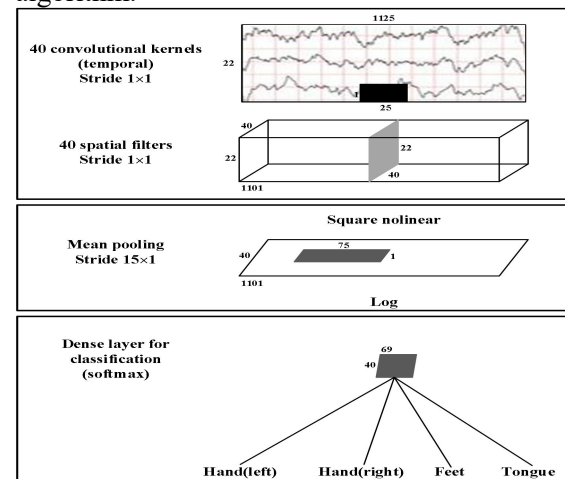 algorithm.
1125
40 convolutional kernels
(temporal)
Stride 1×1
22
25
40 spatial filters
Stride 1×1
40
22
22
40
1101
Square nolinear
Mean pooling
Stride 15×1
75
40
1
1101
Log
Dense layer for
classification
(softmax)
69
40
Hand(left) Hand(right) Feet Tongue